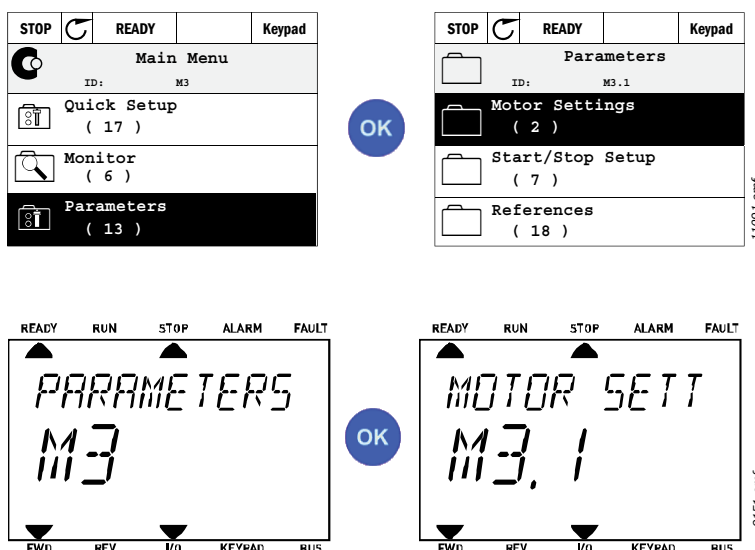 STOP READY Keypad
Main Menu
ID: M3
Quick Setup
( 17 )
Monitor
( 6 )
Parameters
( 13 )
OK
STOP READY Keypad
Parameters
ID: M3.1
Motor Settings
( 2 )
Start/Stop Setup
( 7 )
References
( 18 )
READY RUN STOP ALARM FAULT
PARAMETERS
M3
FWD REV I/O KEYPAD BUS
OK
READY RUN STOP ALARM FAULT
MOTOR SETT
M3.1
FWD REV I/O KEYPAD BUS